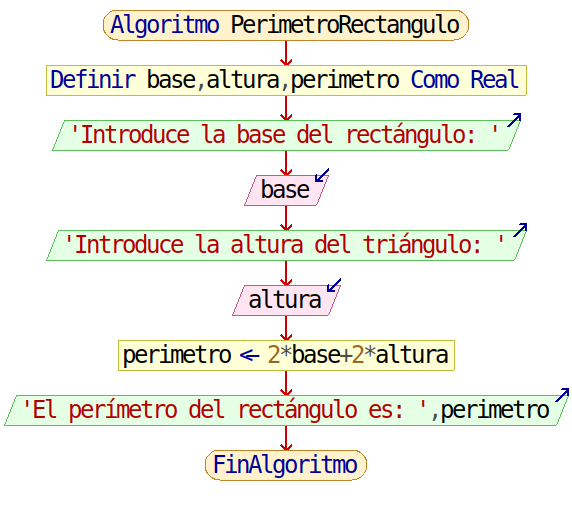 Algoritmo PerimetroRectangulo
Definir base,altura,perimetro Como Real
'Introduce la base del rectángulo: '
base
'Introduce la altura del triángulo: '
altura
perimetro <- 2*base+2*altura
'El perímetro del rectángulo es: ',perimetro
FinAlgoritmo